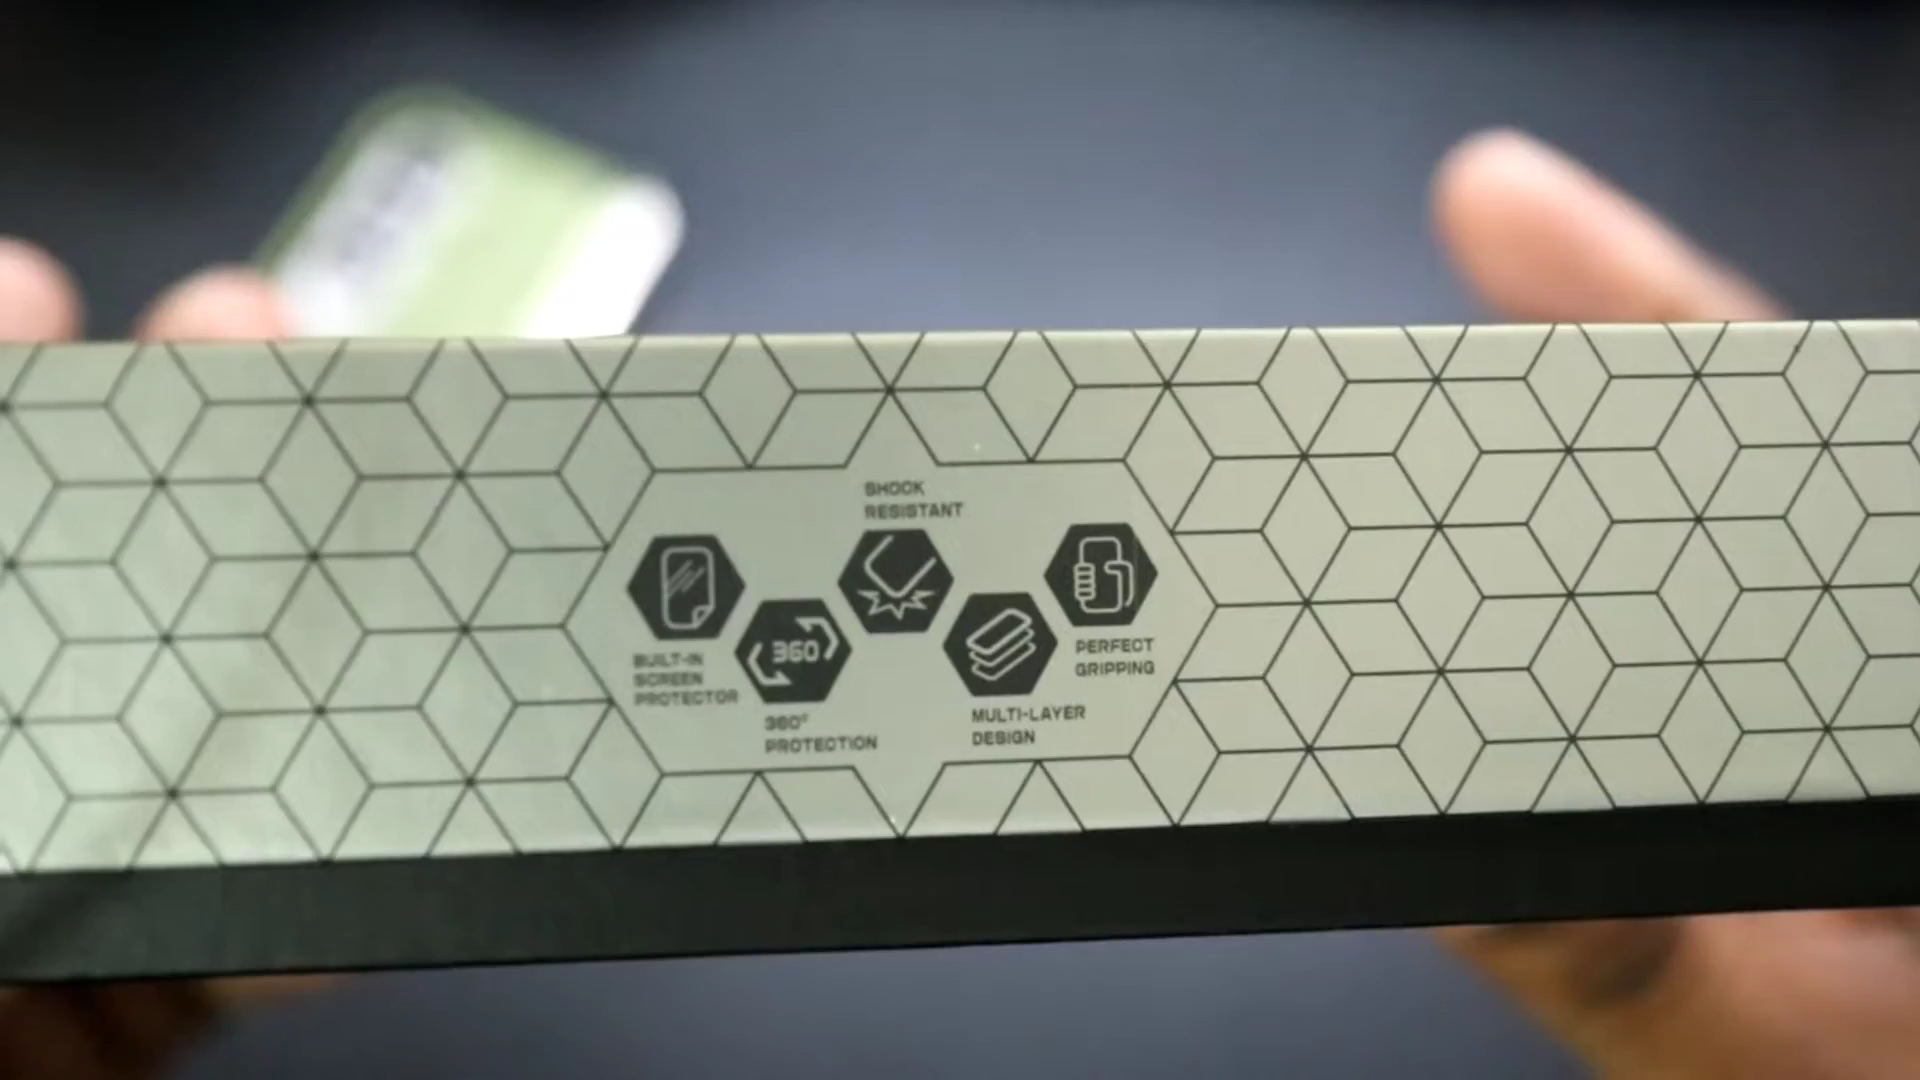 SHOCK
RESISTANT
BUILT-IN
SCREEN
PROTECTOR
360
360°
PROTECTION
MULTI-LAYER
DESIGN
PERFECT
GRIPPING